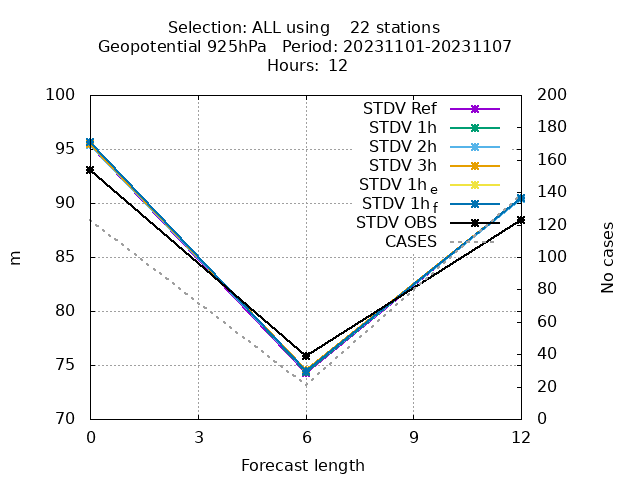 Selection: ALL using 22 stations
Geopotential 925hPa Period: 20231101-20231107
Hours: 12
100 200
STDV Ref
180
STDV 1h
95 STDV 2h
160
STDV 3h
STDV 1h e
140
90 STDV 1h f
STDV OBS
120
CASES
m 85 100 No cases
80
80
60
75 40
20
70 0
0 3 6 9 12
Forecast length